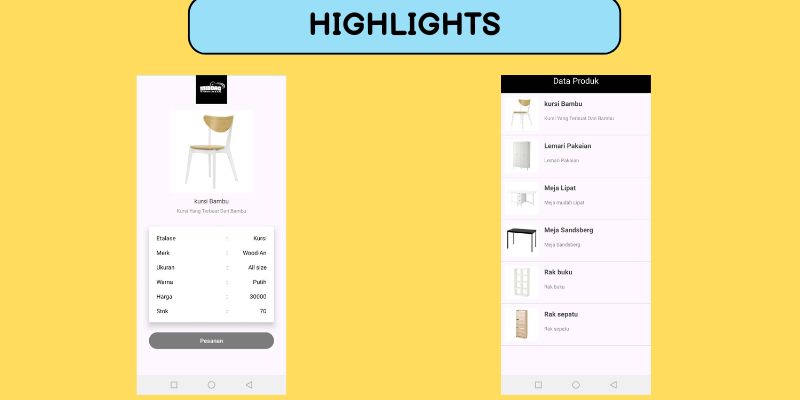 HIGHLIGHTS
kursi Bambu
Kursi Yang Terbuat Dari Bambu
Etalase : Kursi
Merk : Wood-An
Ukuran : All size
Warna : Putih
Harga : 30000
Stok : 70
Pesanan
Data Produk
kursi Bambu
Kursi Yang Terbuat Dari Bambu
Lemari Pakaian
Lemari Pakaian
Meja Lipat
Meja mudah Lipat
Meja Sandsberg
Meja Sandsberg
Rak buku
Rak buku
Rak sepatu
Rak sepatu